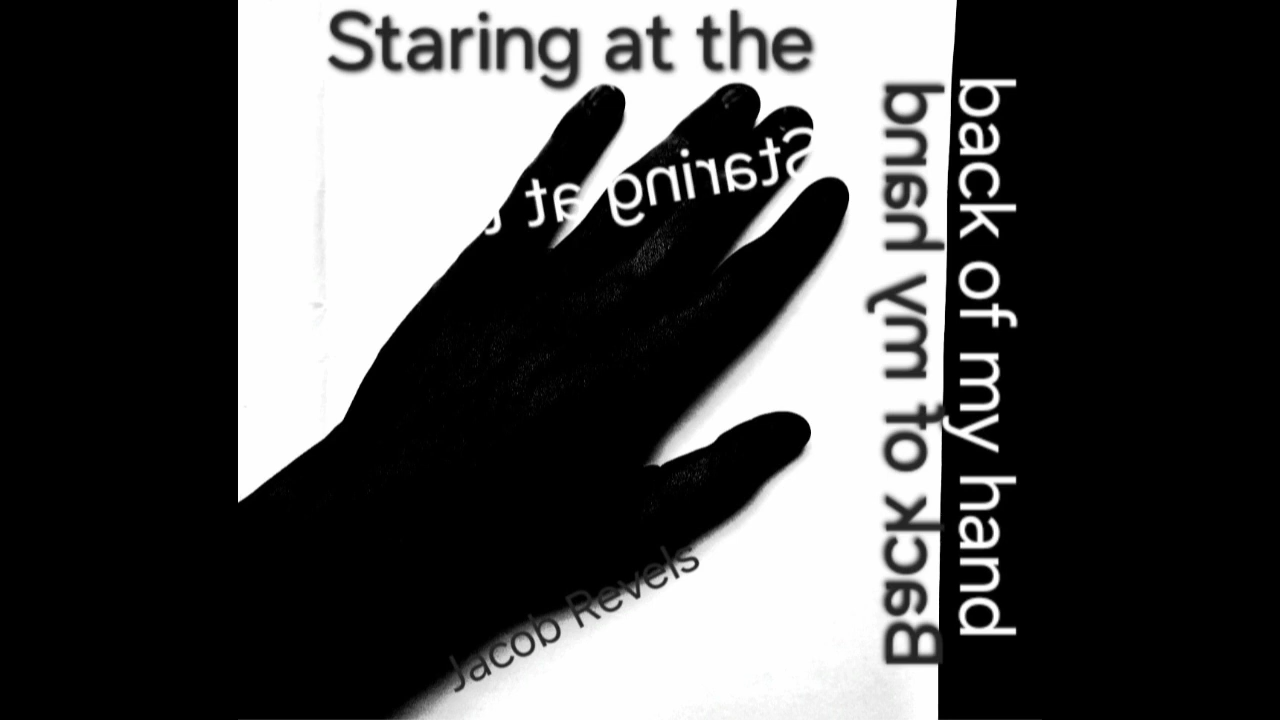 Staring at the
Staring at
back of my hand
Back of my hand
Jacob Revels